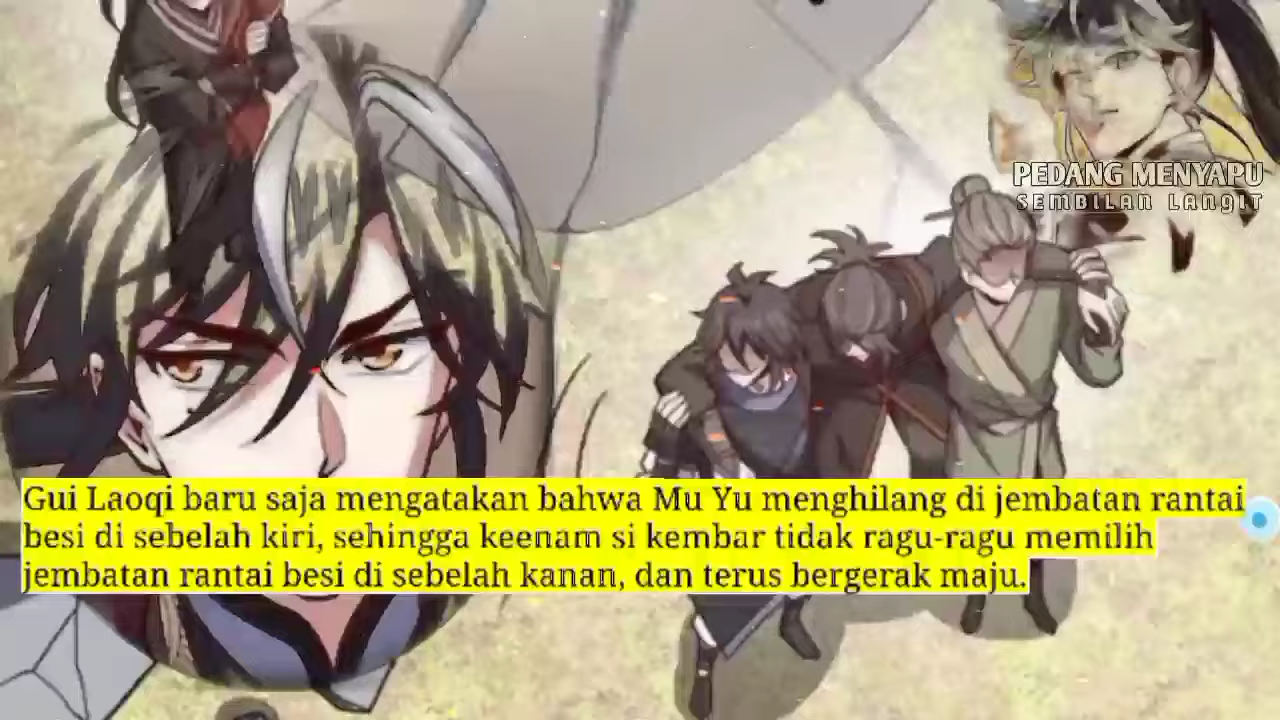 PEDANG MENYAPU
SEMBILAN LANGIT
Gui Laoqi baru saja mengatakan bahwa Mu Yu menghilang di jembatan rantai
besi di sebelah kiri, sehingga keenam si kembar tidak ragu-ragu memilih
jembatan rantai besi di sebelah kanan, dan terus bergerak maju.